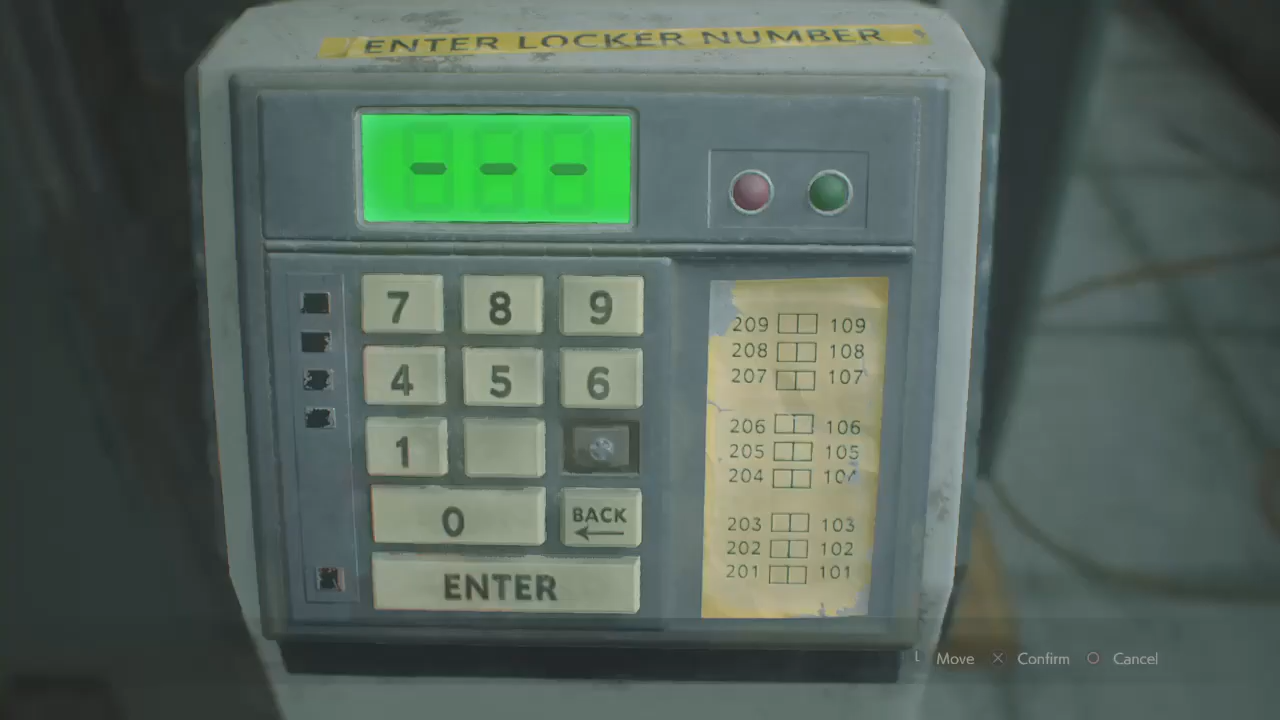 ENTER LOCKER NUMBER
- - -
7 8 9
4 5 6
1
0 BACK
ENTER
209 109
208 108
207 107
206 106
205 105
204 104
203 103
202 102
201 101
L Move X Confirm O Cancel